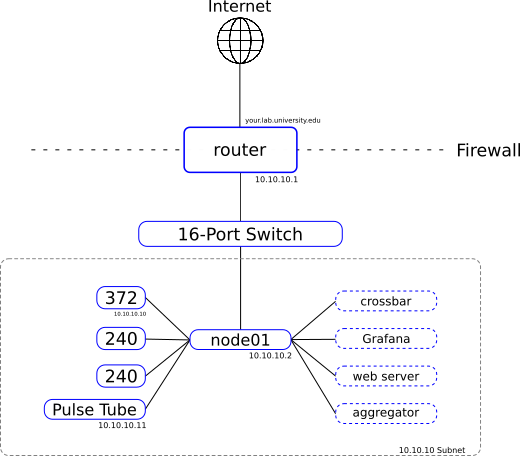 Internet
your.lab.university.edu
router
Firewall
10.10.10.1
16-Port Switch
372
10.10.10.10
240
240
Pulse Tube
10.10.10.11
node01
10.10.10.2
crossbar
Grafana
web server
aggregator
10.10.10 Subnet